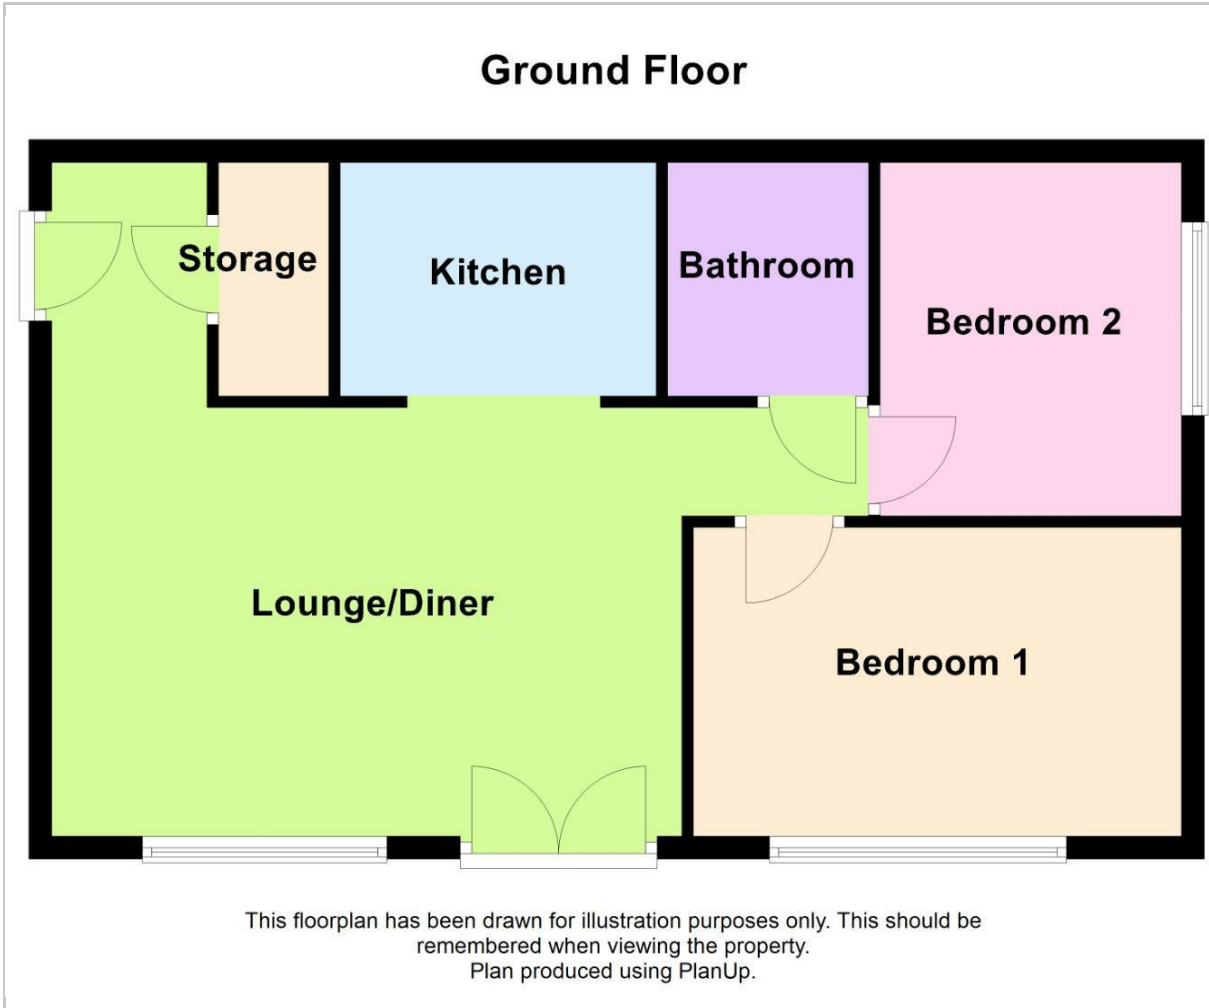 Ground Floor
Storage
Kitchen
Bathroom
Bedroom 2
Lounge/Diner
Bedroom 1
This floorplan has been drawn for illustration purposes only. This should be
remembered when viewing the property.
Plan produced using PlanUp.